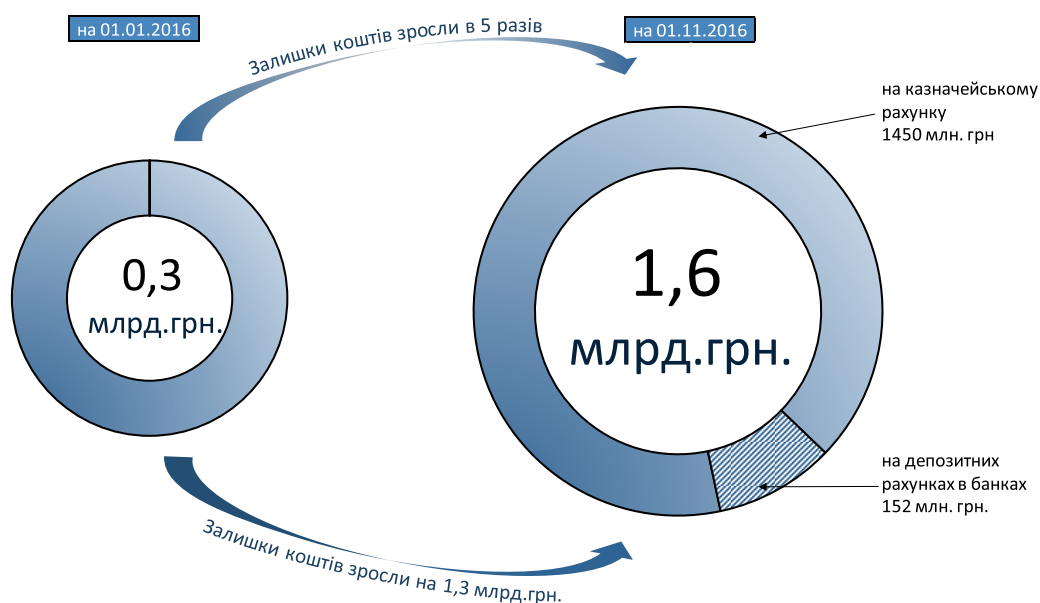 на 01.01.2016
Залишки коштів зросли в 5 разів
на 01.11.2016
на казначейському
рахунку
1450 млн. грн
0,3
млрд.грн.
1,6
млрд.грн.
на депозитних
рахунках в банках
152 млн. грн.
Залишки коштів зросли на 1,3 млрд.грн.